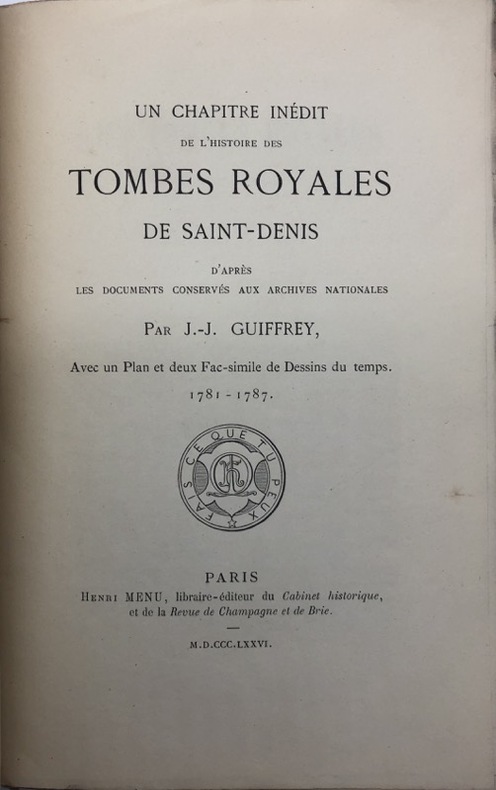 UN CHAPITRE INÉDIT
DE L'HISTOIRE DES
TOMBES ROYALES
DE SAINT-DENIS
D'APRÈS
LES DOCUMENTS CONSERVÉS AUX ARCHIVES NATIONALES
PAR J.-J. GUIFFREY,
Avec un Plan et deux Fac-simile de Dessins du temps.
1781-1787.
FAIS CE QUE TU PEUX
PARIS
HENRI MENU, libraire-éditeur du Cabinet historique,
et de la Revue de Champagne et de Brie.
M.D.CCC.LXXVI.